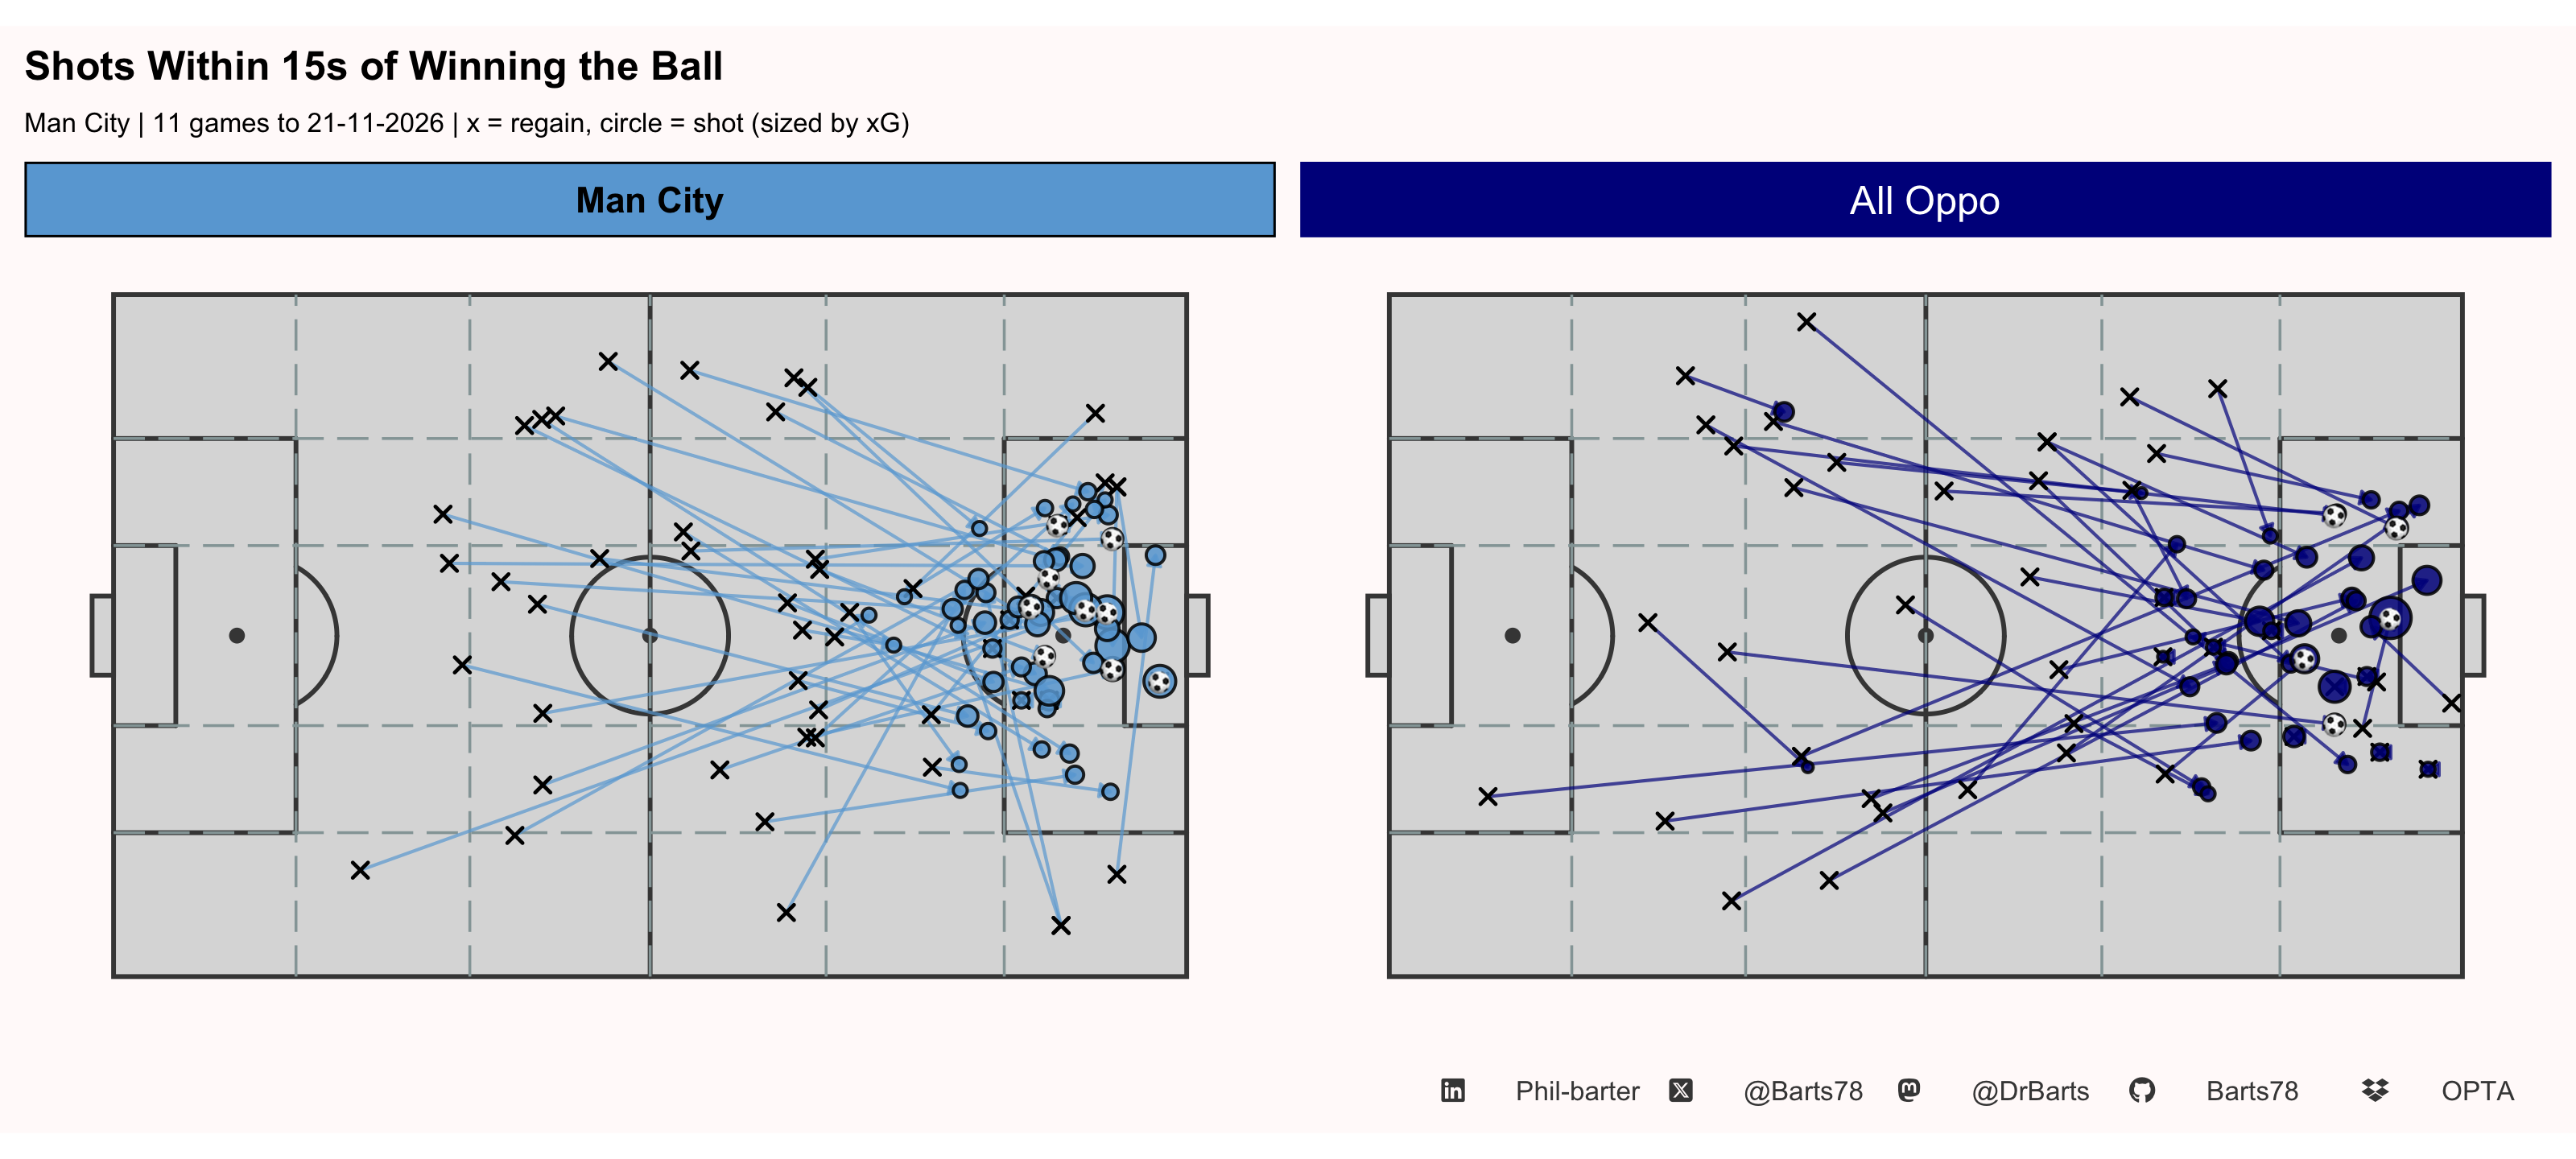 Shots Within 15s of Winning the Ball
Man City | 11 games to 21-11-2026 | x = regain, circle = shot (sized by xG)
Man City
All Oppo
Phil-barter @Barts78 @DrBarts Barts78 OPTA